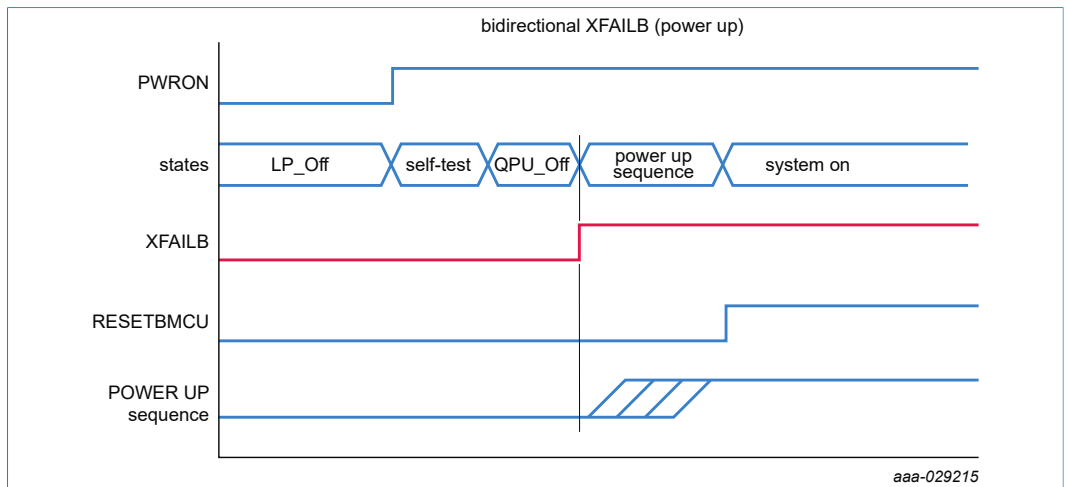 bidirectional XFAILB (power up)
PWRON
states
LP_Off
self-test
QPU_Off
power up
sequence
system on
XFAILB
RESETBMCU
POWER UP
sequence
aaa-029215